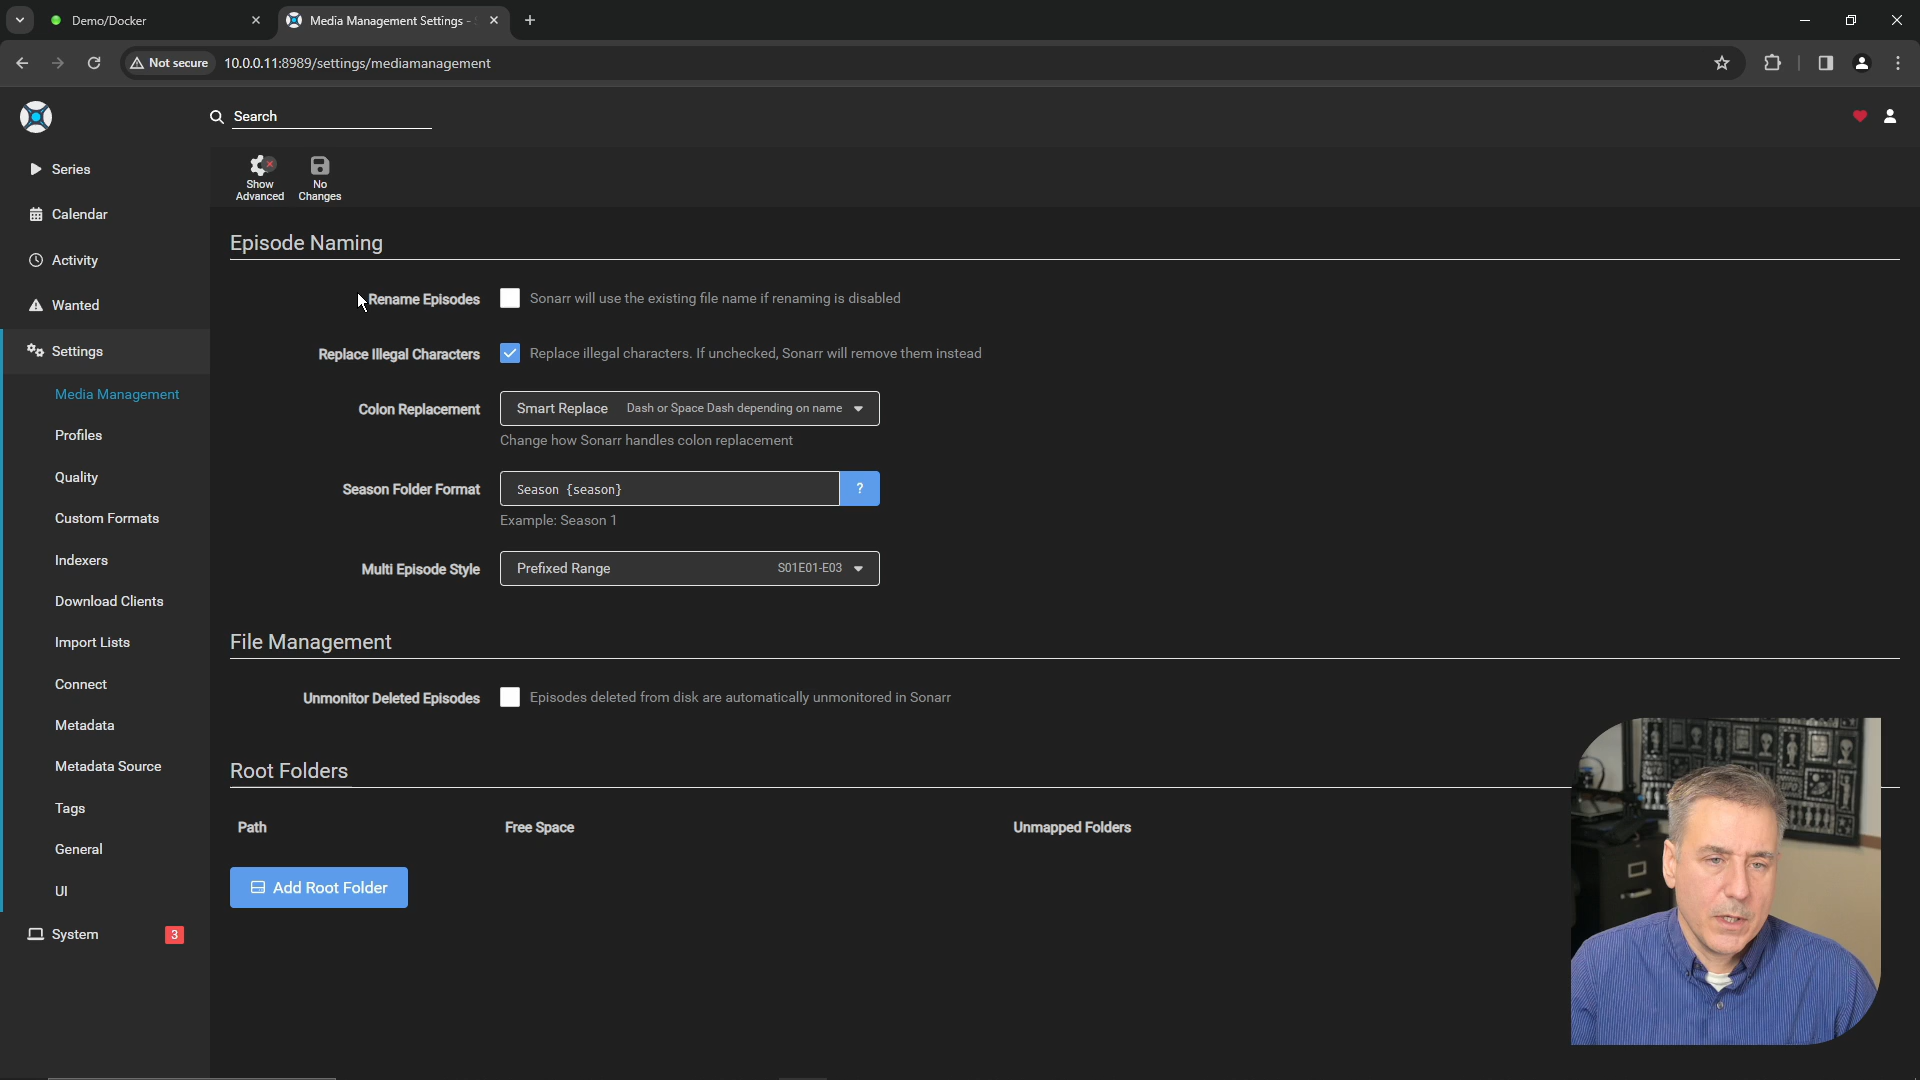 Demo/Docker
Media Management Settings -
Not secure
10.0.0.11:8989/settings/mediamanagement
Search
Series
Calendar
Activity
Wanted
Settings
Media Management
Profiles
Quality
Custom Formats
Indexers
Download Clients
Import Lists
Connect
Metadata
Metadata Source
Tags
General
UI
System
3
Show
Advanced
No
Changes
Episode Naming
Rename Episodes
Sonarr will use the existing file name if renaming is disabled
Replace Illegal Characters
Replace illegal characters. If unchecked, Sonarr will remove them instead
Colon Replacement
Smart Replace Dash or Space Dash depending on name
Change how Sonarr handles colon replacement
Season Folder Format
Season {season}
?
Example: Season 1
Multi Episode Style
Prefixed Range S01E01-E03
File Management
Unmonitor Deleted Episodes
Episodes deleted from disk are automatically unmonitored in Sonarr
Root Folders
Path
Free Space
Unmapped Folders
Add Root Folder